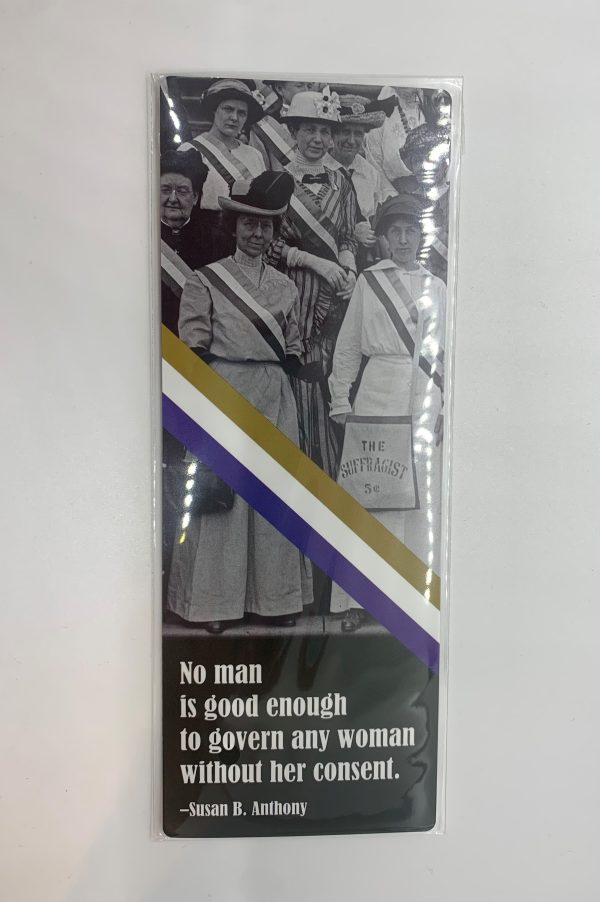 THE
SUFFRAGIST
5¢
No man
is good enough
to govern any woman
without her consent.
–Susan B. Anthony